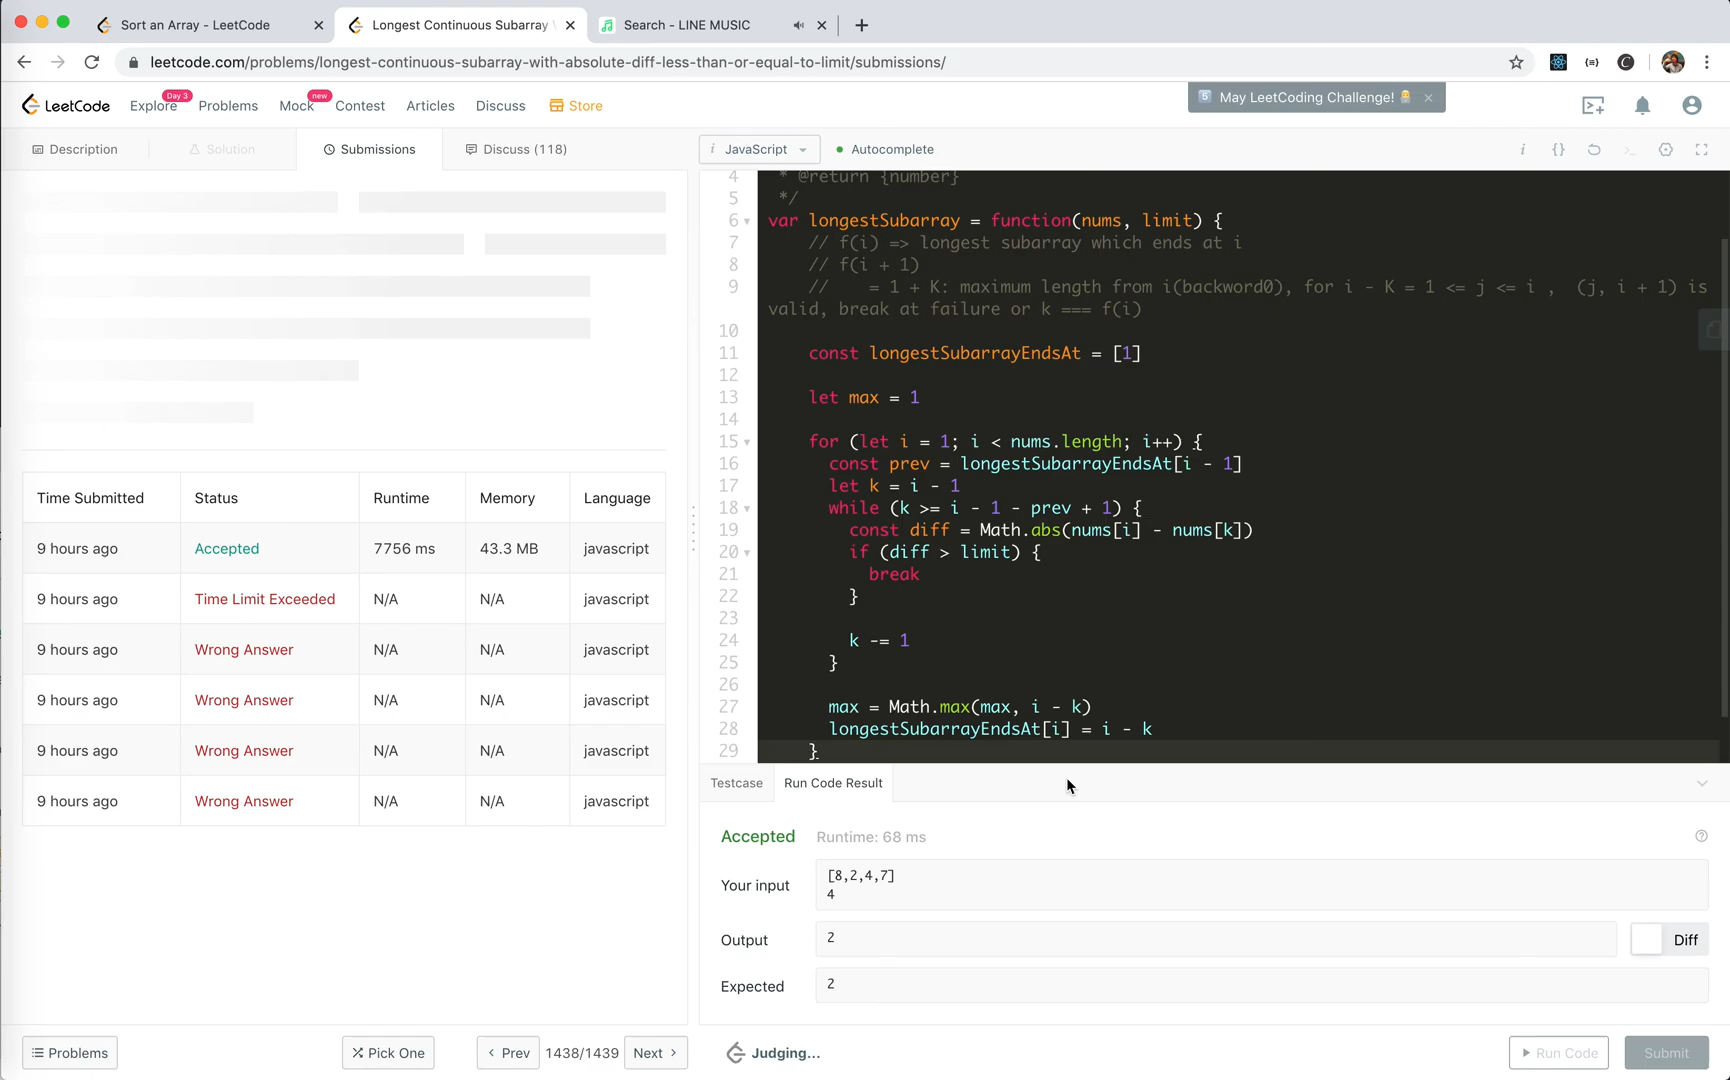 Sort an Array - LeetCode
Longest Continuous Subarray
Search - LINE MUSIC
leetcode.com/problems/longest-continuous-subarray-with-absolute-diff-less-than-or-equal-to-limit/submissions/
LeetCode
Explore
Day 3
Problems
Mock
new
Contest
Articles
Discuss
Store
May LeetCoding Challenge!
Description
Solution
Submissions
Discuss (118)
JavaScript
Autocomplete
4 * @return {number}
5 */
6 var longestSubarray = function(nums, limit) {
7 // f(i) => longest subarray which ends at i
8 // f(i + 1)
9 // = 1 + K: maximum length from i(backword0), for i - K = 1 <= j <= i , (j, i + 1) is
valid, break at failure or k === f(i)
10
11 const longestSubarrayEndsAt = [1]
12
13 let max = 1
14
15 for (let i = 1; i < nums.length; i++) {
16 const prev = longestSubarrayEndsAt[i - 1]
17 let k = i - 1
18 while (k >= i - 1 - prev + 1) {
19 const diff = Math.abs(nums[i] - nums[k])
20 if (diff > limit) {
21 break
22 }
23
24 k -= 1
25 }
26
27 max = Math.max(max, i - k)
28 longestSubarrayEndsAt[i] = i - k
29 }
Time Submitted Status Runtime Memory Language
9 hours ago Accepted 7756 ms 43.3 MB javascript
9 hours ago Time Limit Exceeded N/A N/A javascript
9 hours ago Wrong Answer N/A N/A javascript
9 hours ago Wrong Answer N/A N/A javascript
9 hours ago Wrong Answer N/A N/A javascript
9 hours ago Wrong Answer N/A N/A javascript
Testcase
Run Code Result
Accepted Runtime: 68 ms
Your input
[8,2,4,7]
4
Output
2
Diff
Expected
2
Problems
Pick One
Prev
1438/1439
Next
Judging...
Run Code
Submit